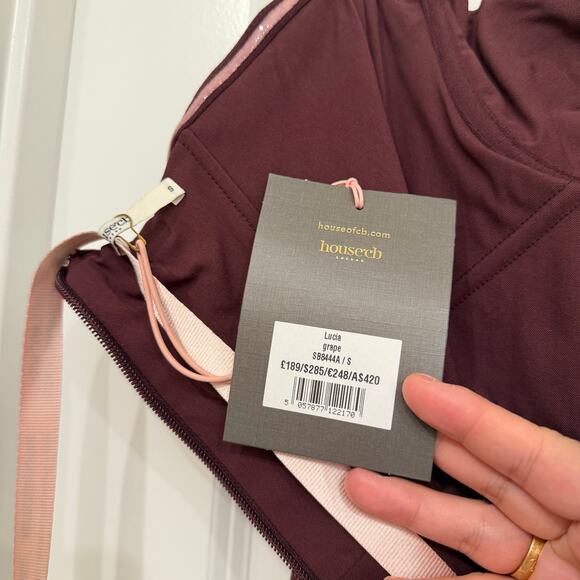 houseofcb.com
house of cb
LONDON
Lucia
grape
SB8444A / S
£189/$285/€248/A$420
5 057877 122170
S